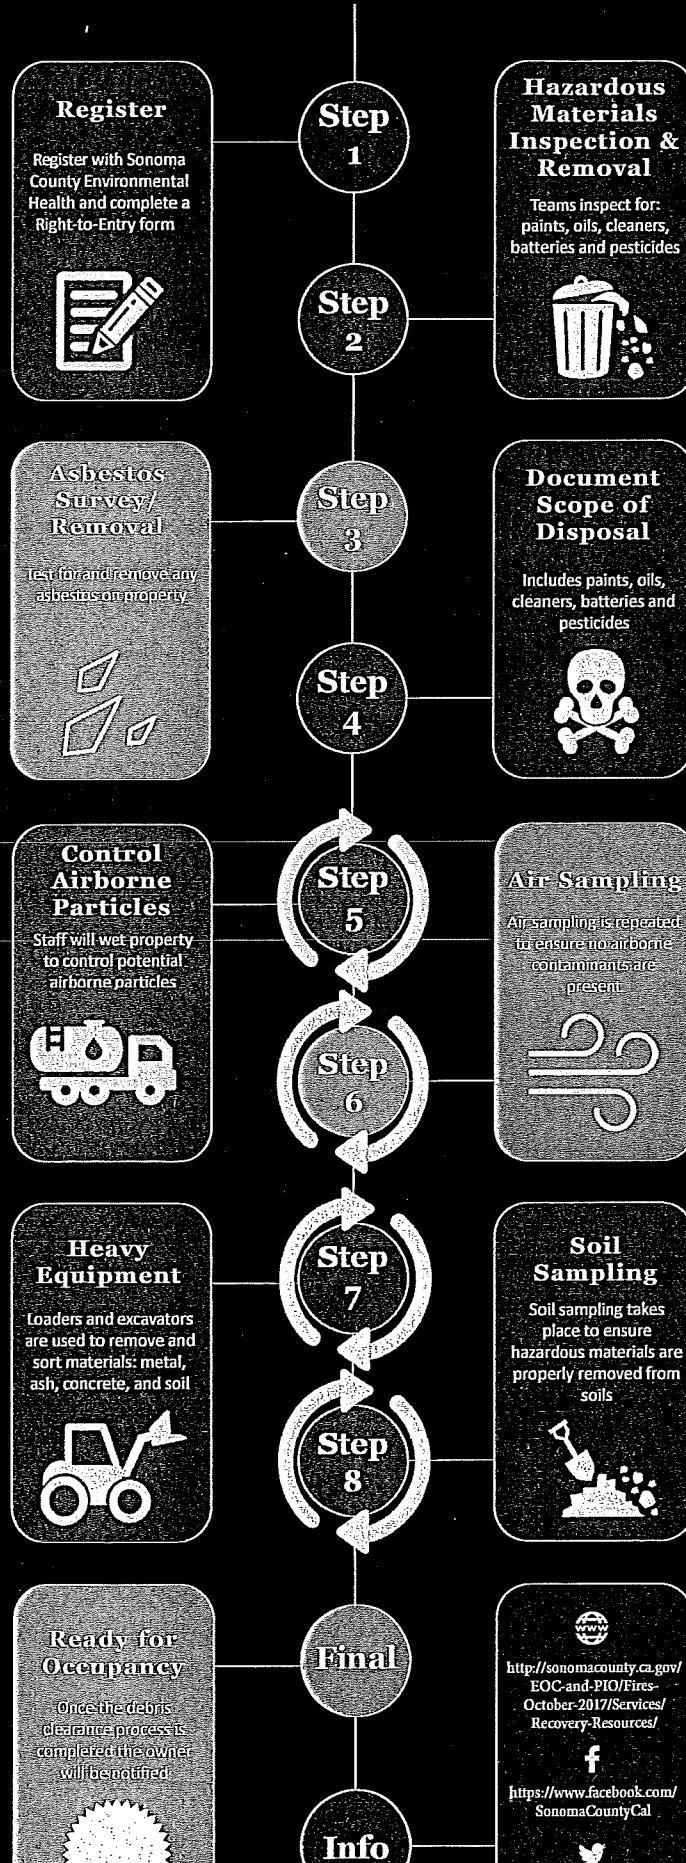 Register
Register with Sonoma
County Environmental
Health and complete a
Right-to-Entry form
Step
1
Hazardous
Materials
Inspection &
Removal
Teams inspect for:
paints, oils, cleaners,
batteries and pesticides
Step
2
Asbestos
Survey/
Removal
Test for and remove any
asbestos on property
Step
3
Document
Scope of
Disposal
Includes paints, oils,
cleaners, batteries and
pesticides
Step
4
Control
Airborne
Particles
Staff will wet property
to control potential
airborne particles
Step
5
Air Sampling
Air sampling is repeated
to ensure no airborne
contaminants are
present
Step
6
Heavy
Equipment
Loaders and excavators
are used to remove and
sort materials: metal,
ash, concrete, and soil
Step
7
Soil
Sampling
Soil sampling takes
place to ensure
hazardous materials are
properly removed from
soils
Step
8
Ready for
Occupancy
Once the debris
clearance process is
completed the owner
will be notified
Final
www
http://sonomacounty.ca.gov/
EOC-and-PIO/Fires-
October-2017/Services/
Recovery-Resources/
f
https://www.facebook.com/
SonomaCountyCal
Info